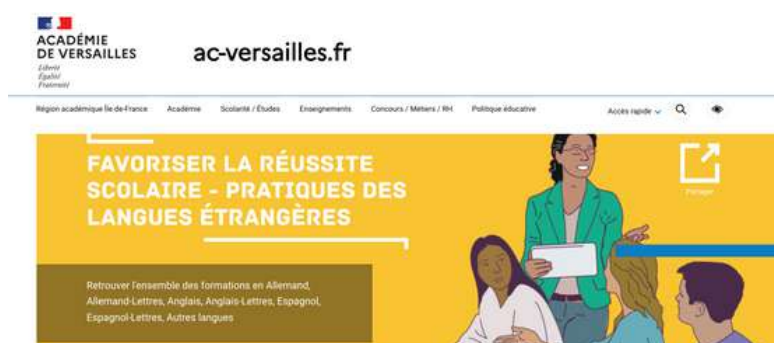 ACADÉMIE
DE VERSAILLES
Liberté
Égalité
Fraternité
ac-versailles.fr
Région académique Île de-France Académie Scolarité / Études Enseignements Concours / Métiers / RH Politique éducative Accès rapide
FAVORISER LA RÉUSSITE
SCOLAIRE - PRATIQUES DES
LANGUES ÉTRANGÈRES
Partager
Retrouver l'ensemble des formations en Allemand,
Allemand-Lettres, Anglais, Anglais-Lettres, Espagnol,
Espagnol-Lettres, Autres langues